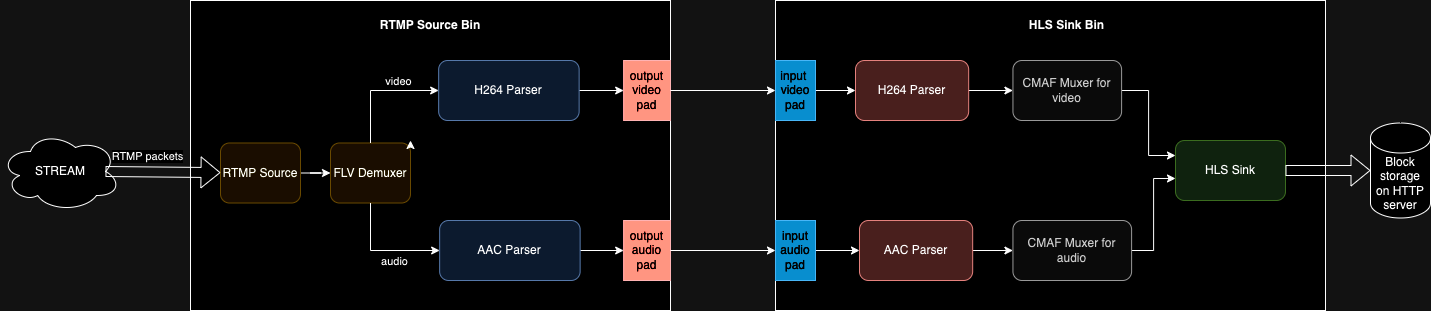 RTMP Source Bin
HLS Sink Bin
STREAM
RTMP packets
RTMP Source
FLV Demuxer
video
audio
H264 Parser
AAC Parser
output
video
pad
output
audio
pad
input
video
pad
input
audio
pad
H264 Parser
AAC Parser
CMAF Muxer for
video
CMAF Muxer for
audio
HLS Sink
Block
storage
on HTTP
server